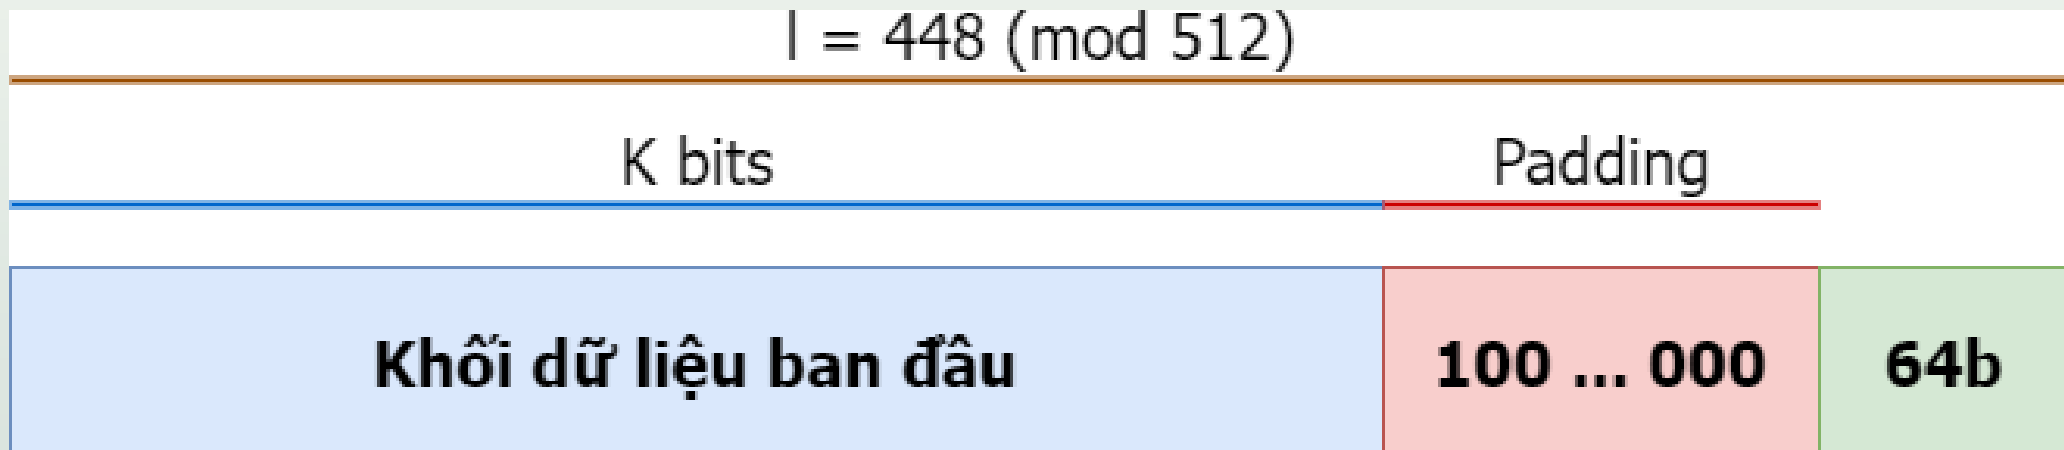 l = 448 (mod 512)
K bits Padding
Khối dữ liệu ban đầu 100 ... 000 64b